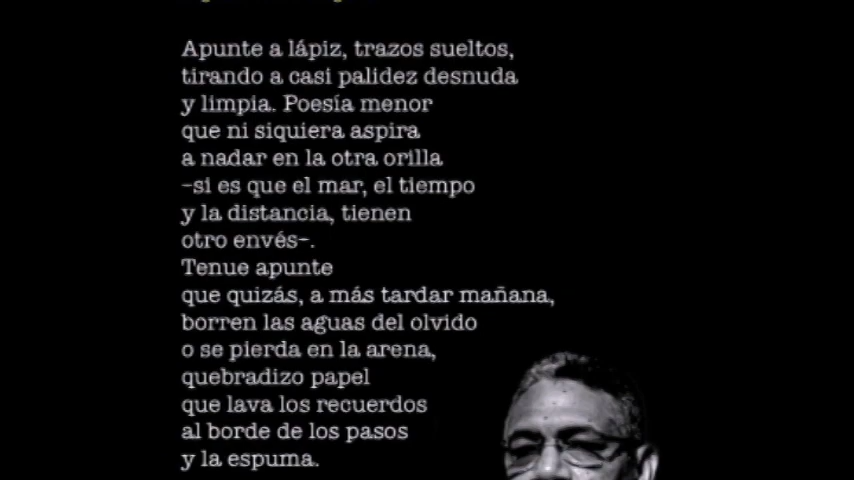 Apunte a lápiz, trazos sueltos,
tirando a casi palidez desnuda
y limpia. Poesía menor
que ni siquiera aspira
a nadar en la otra orilla
-si es que el mar, el tiempo
y la distancia, tienen
otro envés-.
Tenue apunte
que quizás, a más tardar mañana,
borren las aguas del olvido
o se pierda en la arena,
quebradizo papel
que lava los recuerdos
al borde de los pasos
y la espuma.